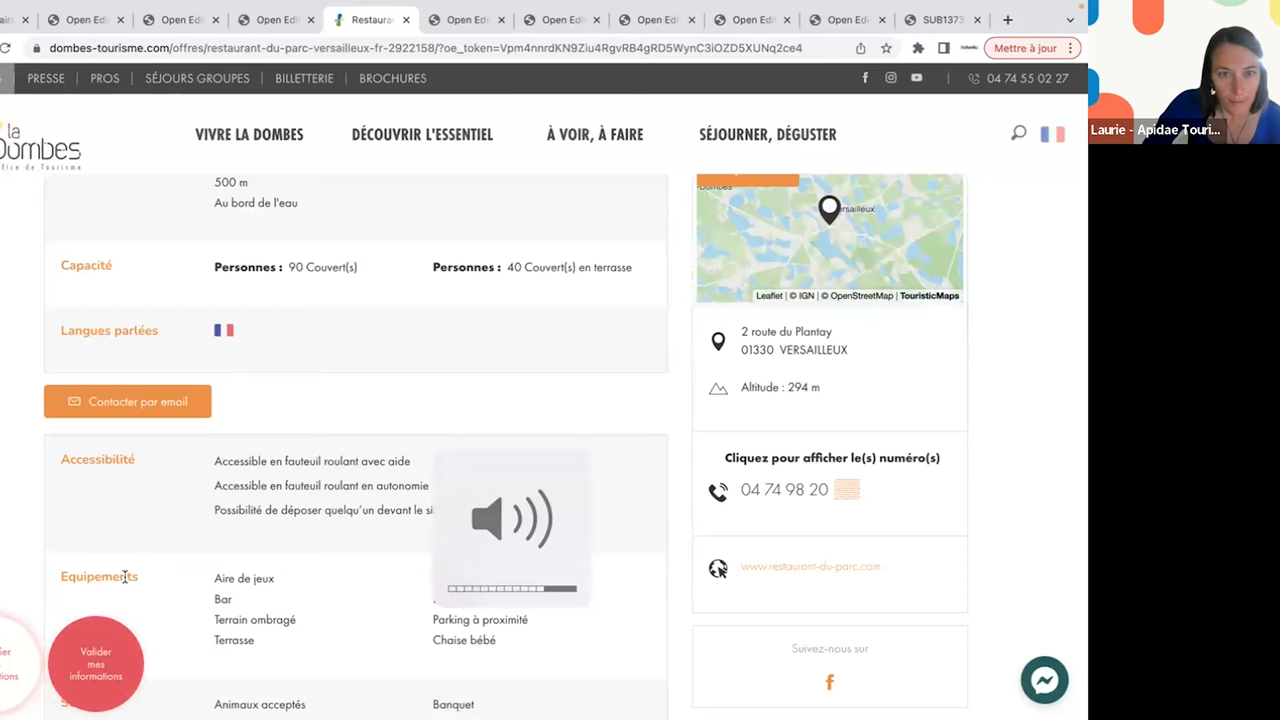 Open Edi
Open Edi
Open Edi
Restaura
Open Edi
Open Edi
Open Edi
Open Edi
Open Edi
SUB1373
dombes-tourisme.com/offres/restaurant-du-parc-versailleux-fr-2922158/?oe_token=Vpm4nnrdKN9Ziu4RgvRB4gRD5WynC3iOZD5XUNq2ce4
Mettre à jour
PRESSE | PROS | SÉJOURS GROUPES | BILLETTERIE | BROCHURES
04 74 55 02 27
la
Dombes
VIVRE LA DOMBES
DÉCOUVRIR L'ESSENTIEL
À VOIR, À FAIRE
SÉJOURNER, DÉGUSTER
Laurie - Apidae Touri...
500 m
Au bord de l'eau
Capacité
Personnes : 90 Couvert(s)
Personnes : 40 Couvert(s) en terrasse
Langues parlées
Contacter par email
Accessibilité
Accessible en fauteuil roulant avec aide
Accessible en fauteuil roulant en autonomie
Possibilité de déposer quelqu'un devant le si
Equipements
Aire de jeux
Bar
Terrain ombragé
Parking à proximité
Terrasse
Chaise bébé
Valider
mes
informations
Animaux acceptés
Banquet
ersailleux
Leaflet | © IGN | © OpenStreetMap | TouristicMaps
2 route du Plantay
01330 VERSAILLEUX
Altitude : 294 m
Cliquez pour afficher le(s) numéro(s)
04 74 98 20
www.restaurant-du-parc.com
Suivez-nous sur